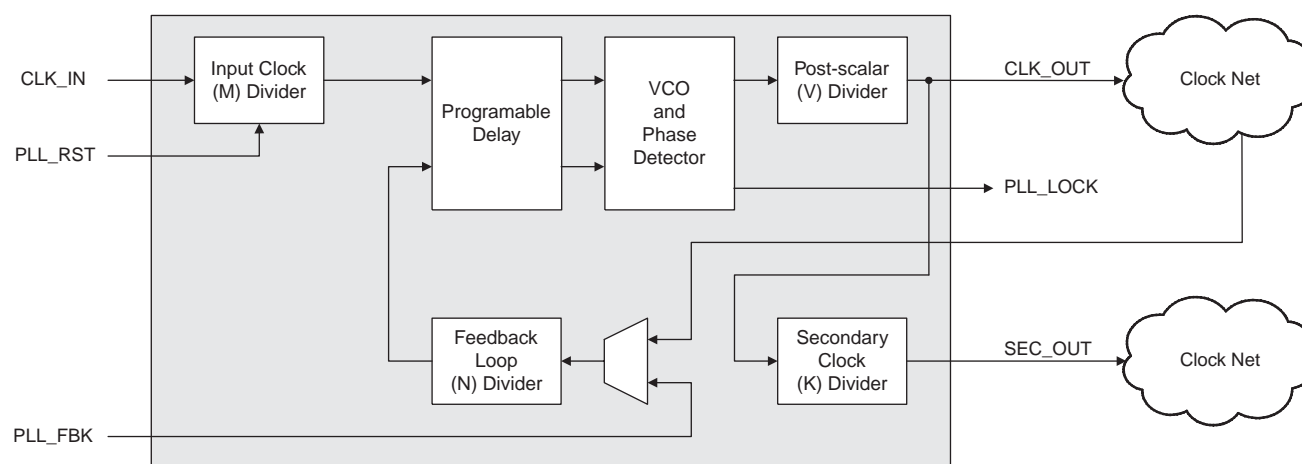 CLK_IN
PLL_RST
Input Clock
(M) Divider
Programable
Delay
VCO
and
Phase
Detector
Post-scalar
(V) Divider
CLK_OUT
Clock Net
PLL_LOCK
Feedback
Loop
(N) Divider
Secondary
Clock
(K) Divider
SEC_OUT
Clock Net
PLL_FBK